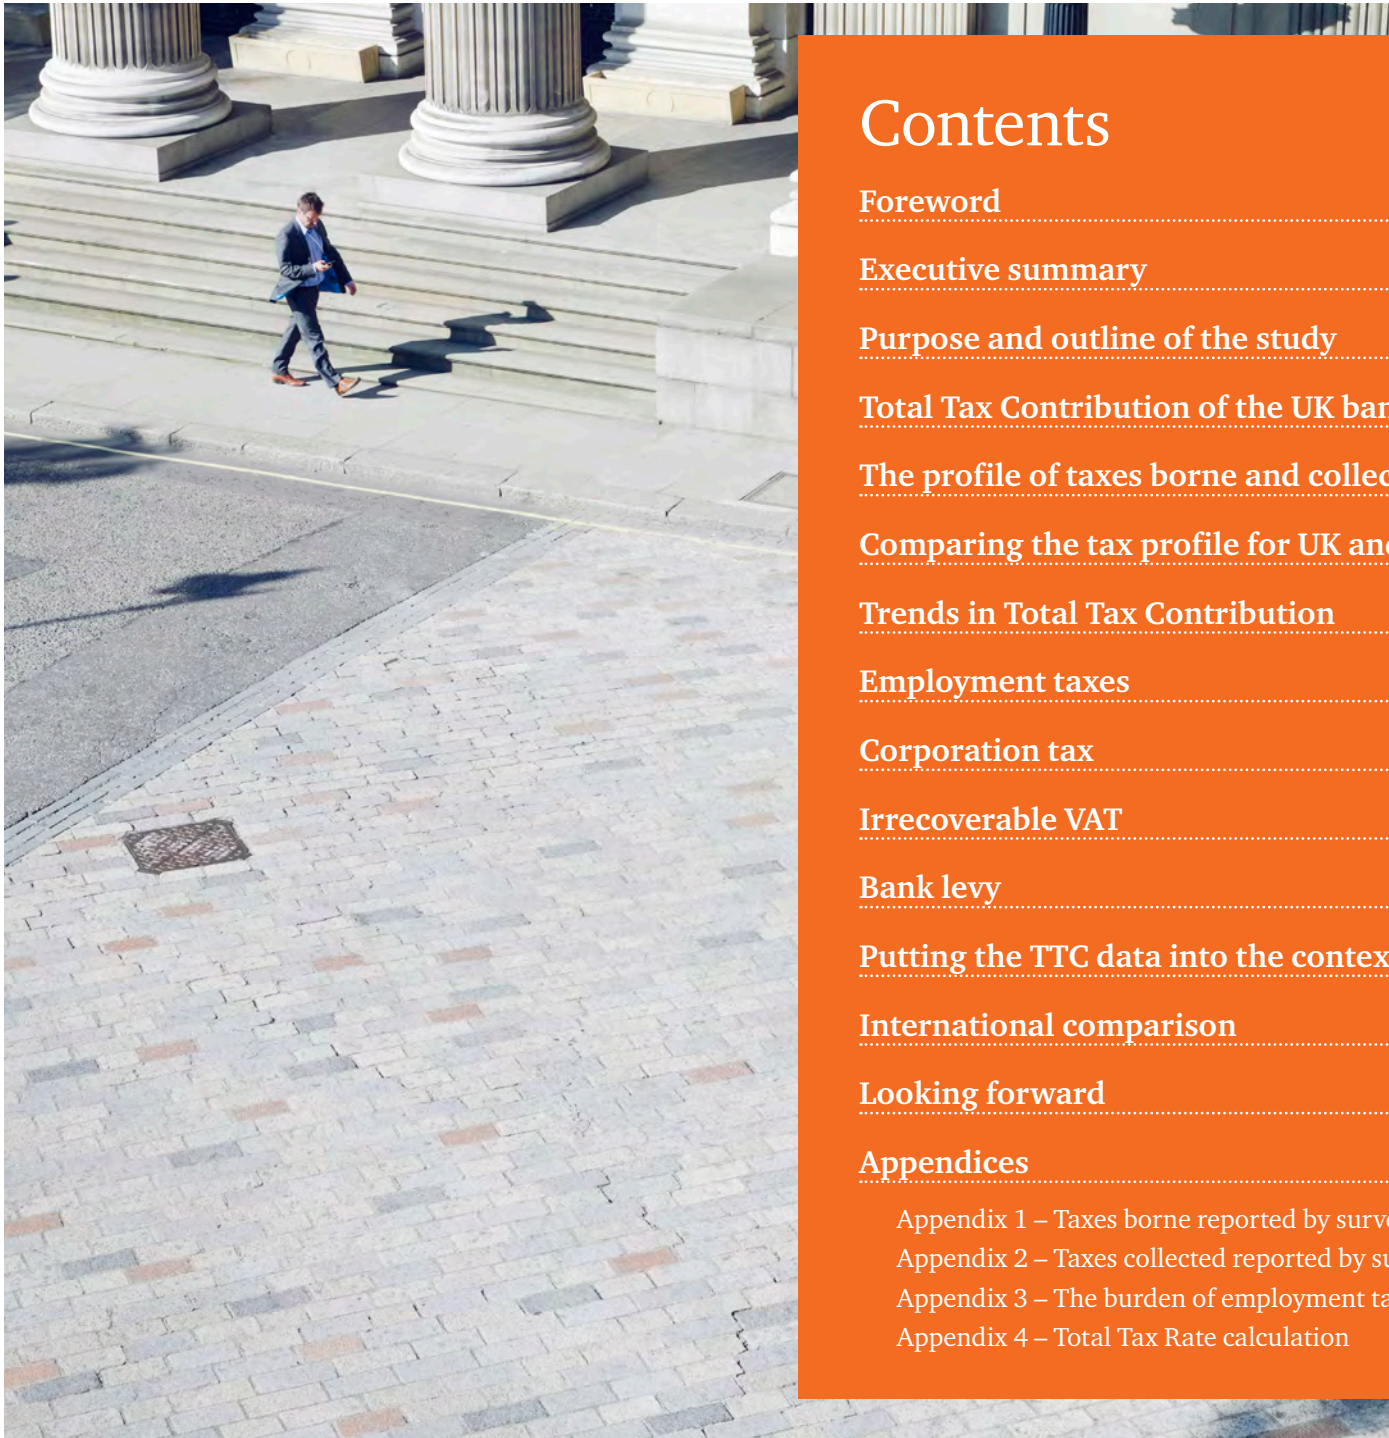 Contents
Foreword
Executive summary
Purpose and outline of the study
Total Tax Contribution of the UK
The profile of taxes borne and
Comparing the tax profile for UK
Trends in Total Tax Contribution
Employment taxes
Corporation tax
Irrecoverable VAT
Bank levy
Putting the TTC data into the
International comparison
Looking forward
Appendices
Appendix 1 – Taxes borne reported by
Appendix 2 – Taxes collected reported by
Appendix 3 – The burden of employment
Appendix 4 – Total Tax Rate calculation